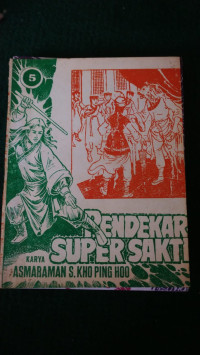 5
PENDEKAR
SUPER SAKTI
KARYA
ASMARAMAN S. KHO PING HOO